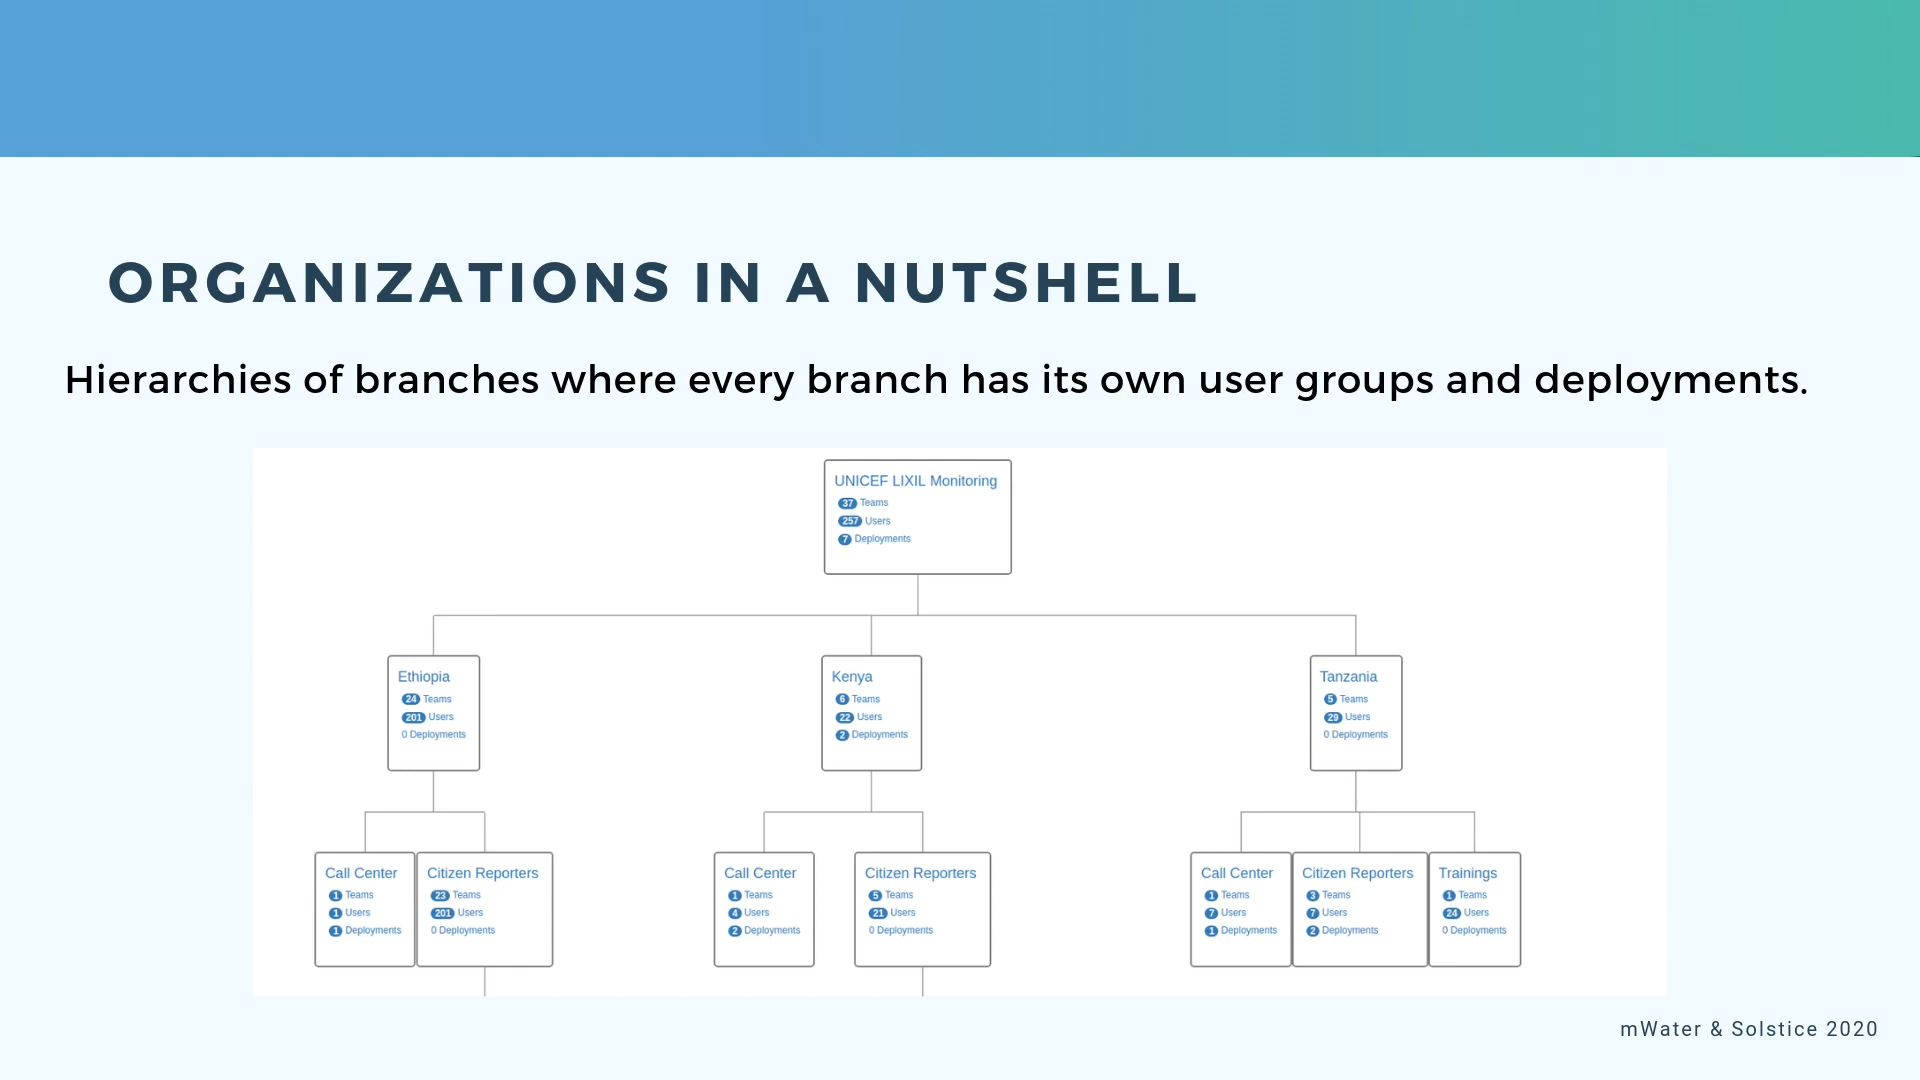 ORGANIZATIONS IN A NUTSHELL
Hierarchies of branches where every branch has its own user groups and deployments.
UNICEF LIXIL Monitoring
37 Teams
257 Users
7 Deployments
Ethiopia
24 Teams
201 Users
0 Deployments
Kenya
6 Teams
22 Users
2 Deployments
Tanzania
5 Teams
29 Users
0 Deployments
Call Center
1 Teams
1 Users
1 Deployments
Citizen Reporters
23 Teams
201 Users
0 Deployments
Call Center
1 Teams
4 Users
2 Deployments
Citizen Reporters
5 Teams
21 Users
0 Deployments
Call Center
1 Teams
7 Users
1 Deployments
Citizen Reporters
3 Teams
7 Users
2 Deployments
Trainings
1 Teams
24 Users
0 Deployments
mWater & Solstice 2020